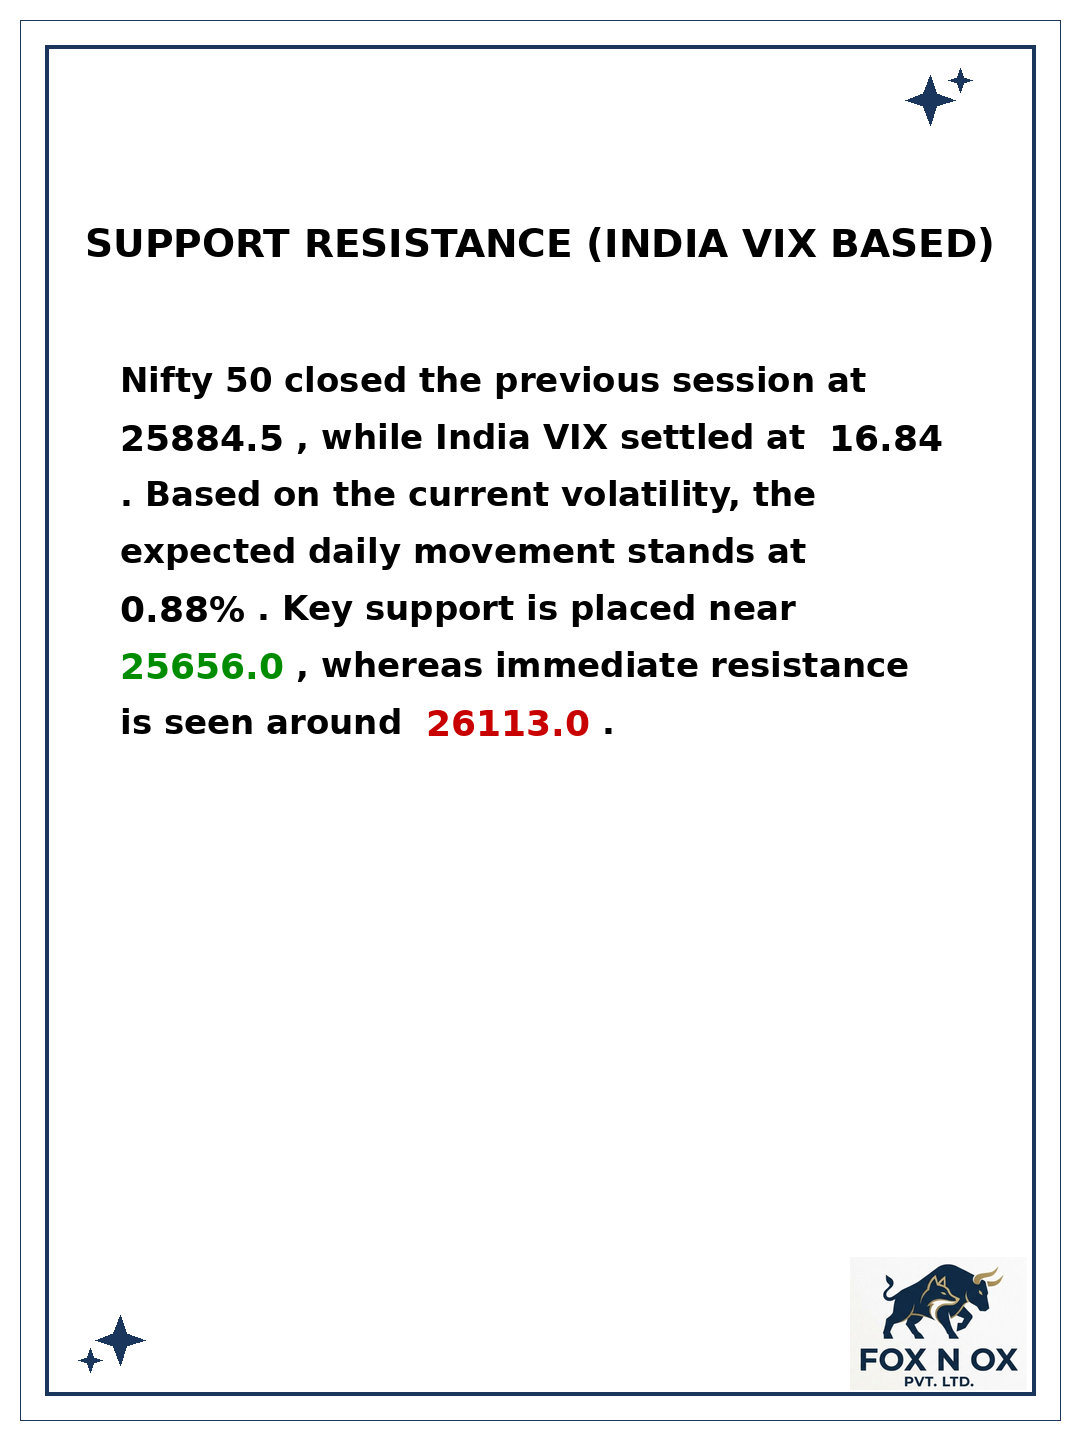 SUPPORT RESISTANCE (INDIA VIX BASED)
Nifty 50 closed the previous session at
25884.5 , while India VIX settled at 16.84
. Based on the current volatility, the
expected daily movement stands at
0.88% . Key support is placed near
25656.0 , whereas immediate resistance
is seen around 26113.0 .
FOX N OX
PVT. LTD.